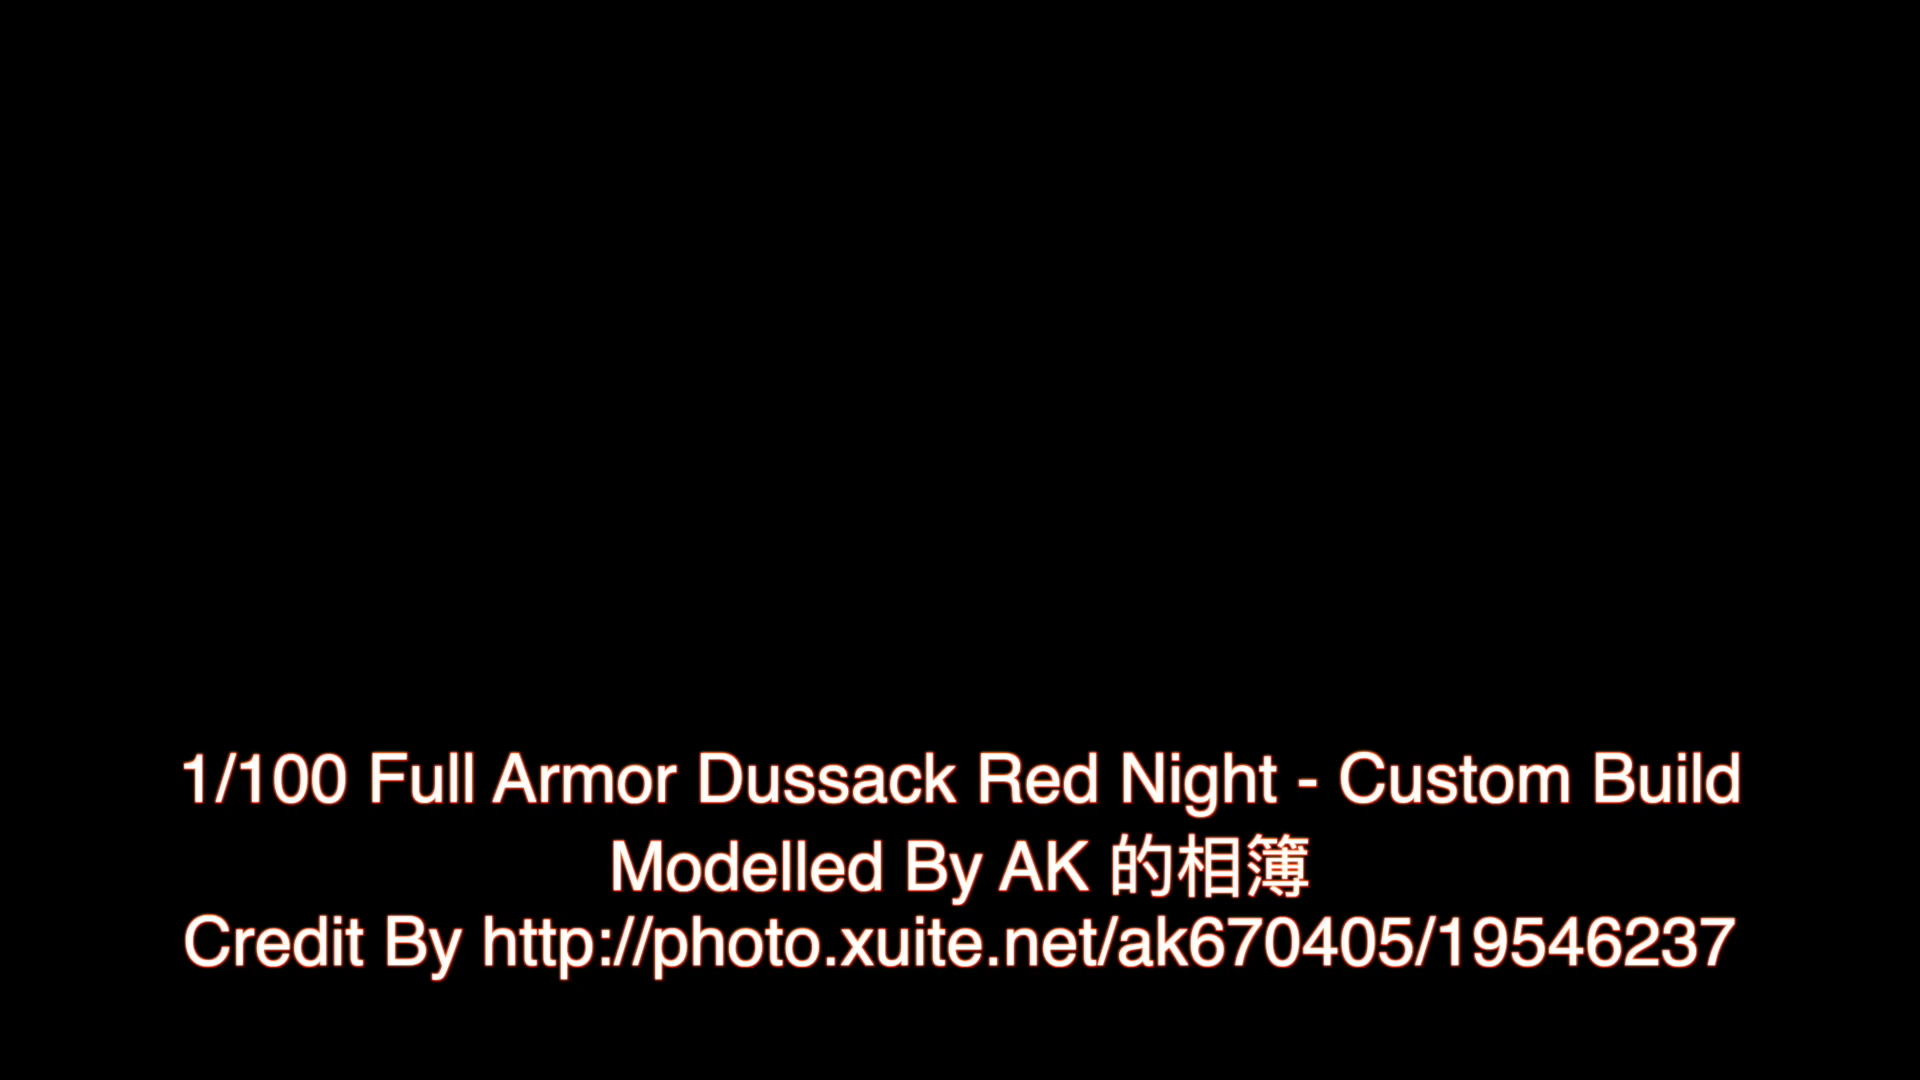 1/100 Full Armor Dussack Red Night - Custom Build
Modelled By AK 的相簿
Credit By http://photo.xuite.net/ak670405/19546237